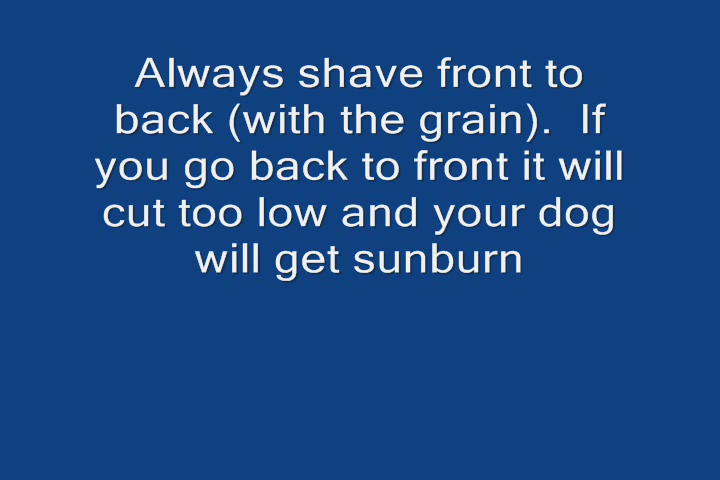 Always shave front to
back (with the grain).  If
you go back to front it will
cut too low and your dog
will get sunburn